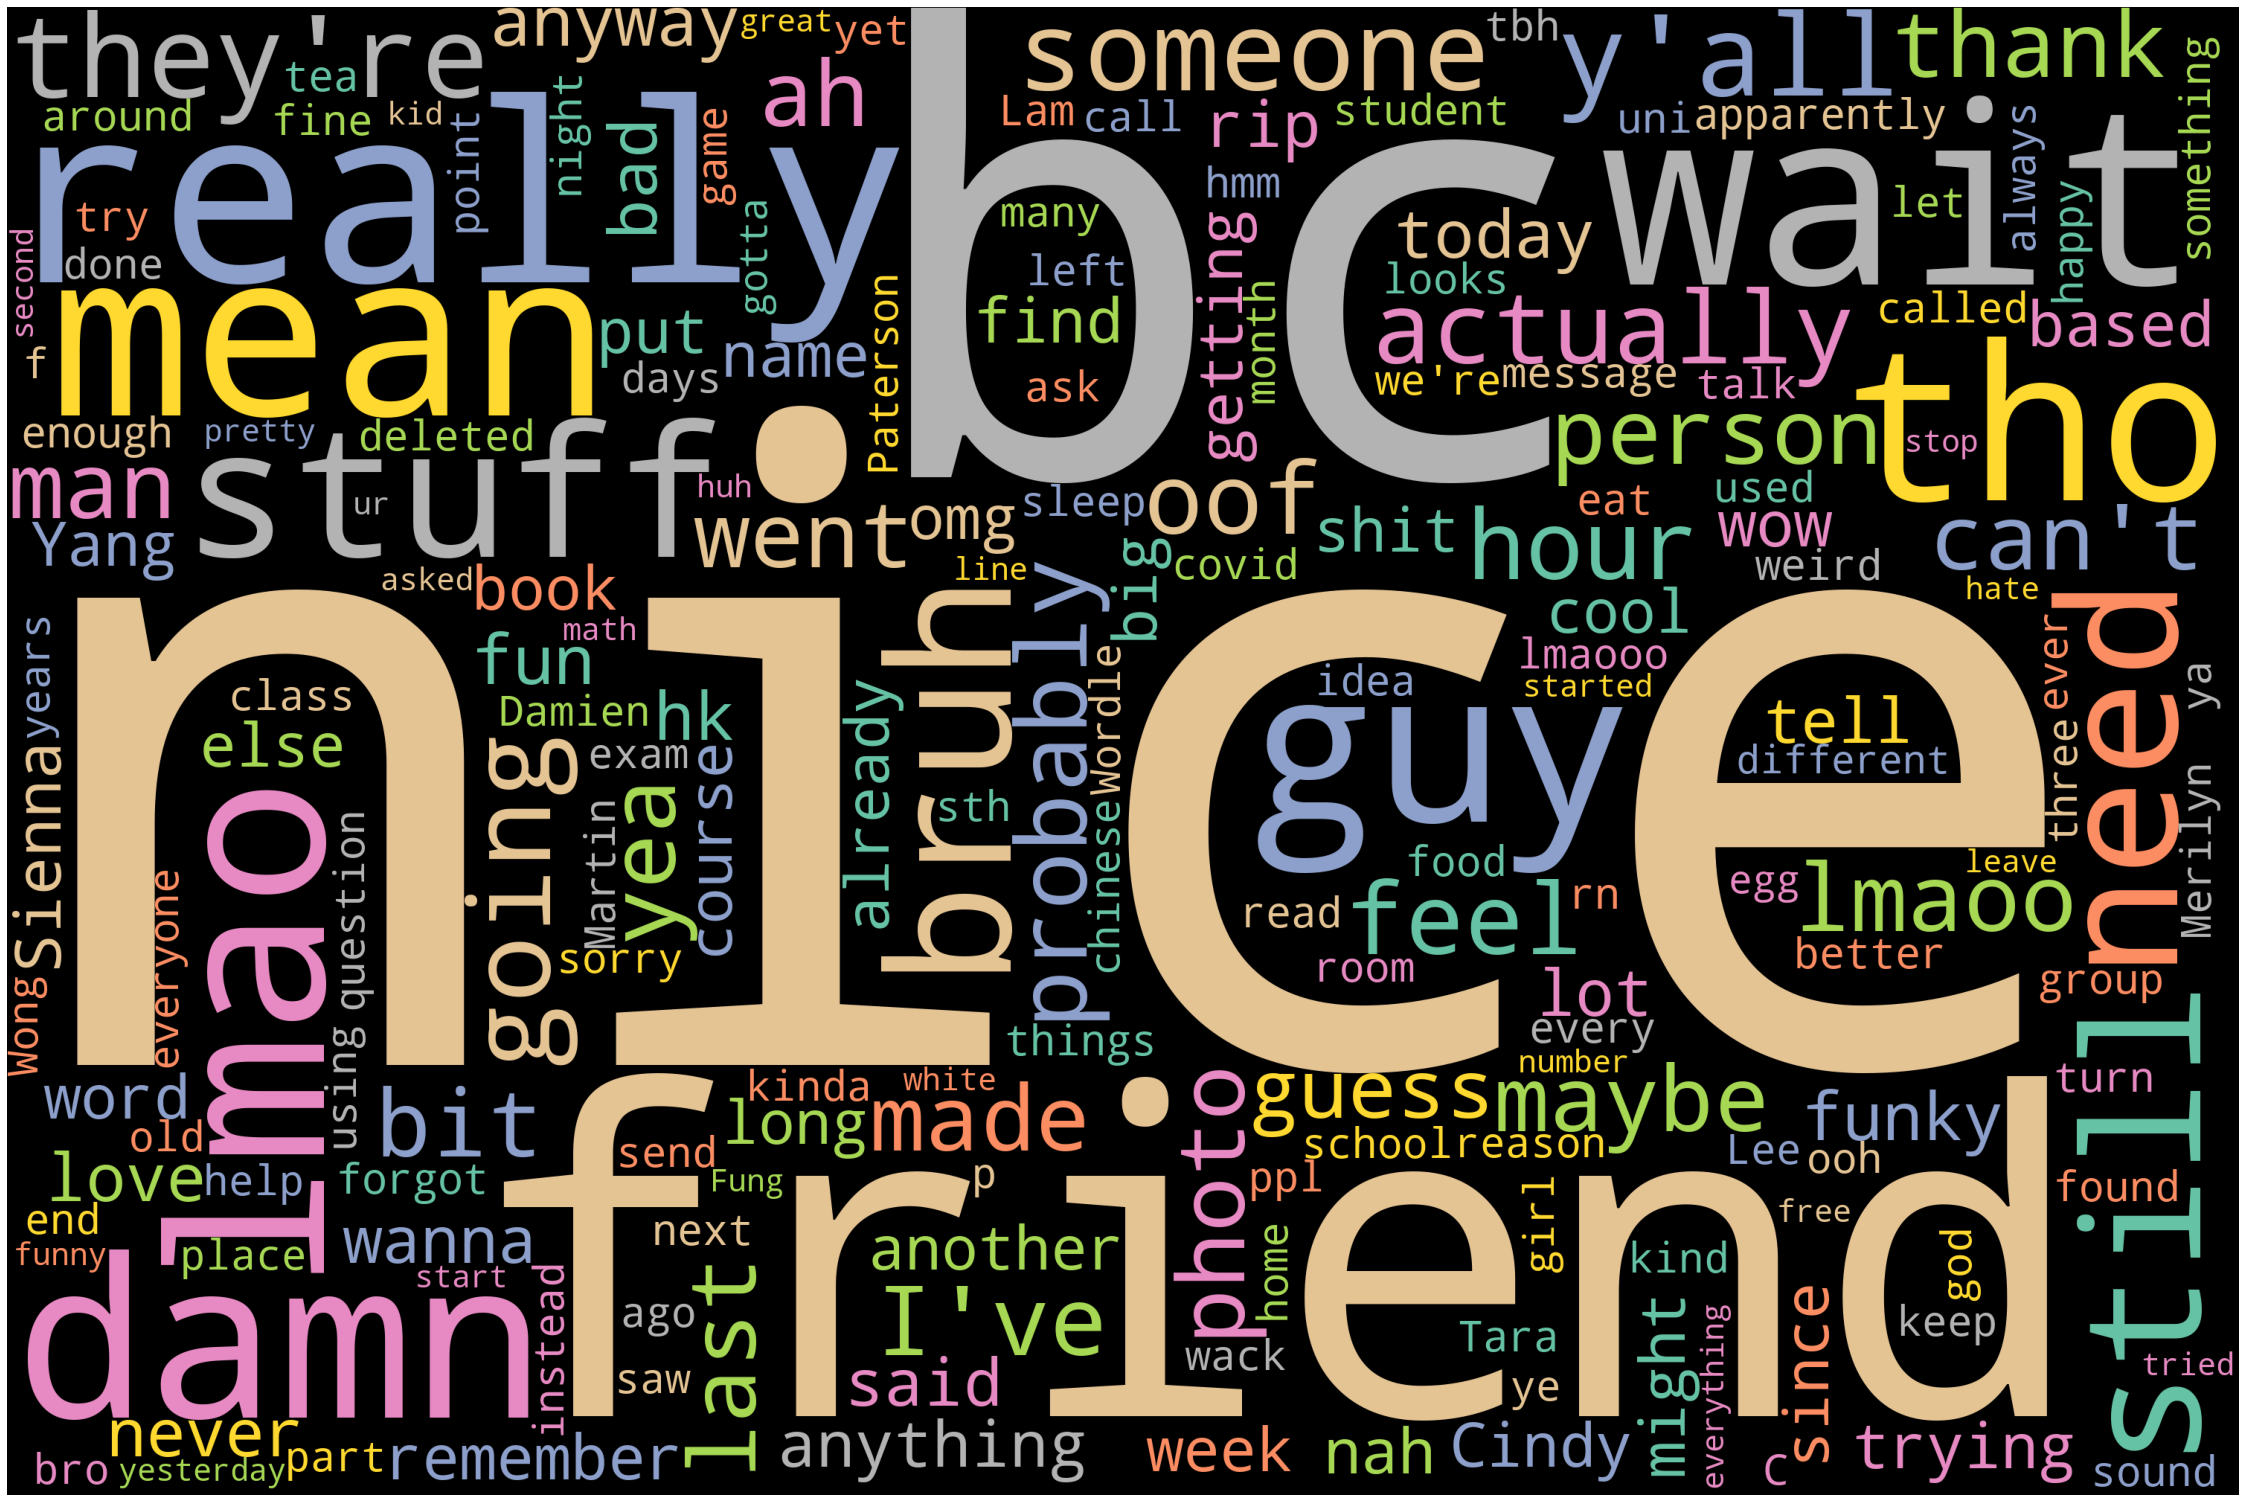 they're
tea
anyway
great
yet
someone
tbh
y'all
thank
something
around
fine
kid
ah
Lam
call
rip
student
uni
apparently
always
really
point
night
bad
game
bc
wait
try
gotta
many
hmm
today
let
happy
second
done
left
looks
getting
month
mean
put
name
Paterson
find
actually
called
based
f
days
ask
we're
message
talk
tho
enough
pretty
deleted
person
stop
man
stuff
ur
huh
went
omg
sleep
oof
eat
used
Yang
shit
hour
wow
can't
asked
book
line
covid
big
weird
hate
math
cool
years
nice
fun
bruh
probably
lmaooo
ever
need
class
Damien
hk
Wordle
idea
started
tell
ya
else
exam
already
guy
different
three
Merilyn
Sienna
going
Martin
yea
course
sth
chinese
lmao
question
food
egg
leave
everyone
read
feel
rn
lmaoo
sorry
room
better
Wong
using
lot
group
things
every
still
number
word
bit
kinda
white
photo
guess
maybe
turn
old
long
made
school
reason
funky
send
Lee
ooh
love
help
forgot
Fung
p
ppl
found
friend
end
girl
free
funny
place
wanna
next
another
home
kind
god
damn
start
instead
ago
last
I've
Tara
might
everything
since
keep
saw
said
wack
ye
tried
never
bro
yesterday
part
remember
anything
week
nah
Cindy
C
trying
sound